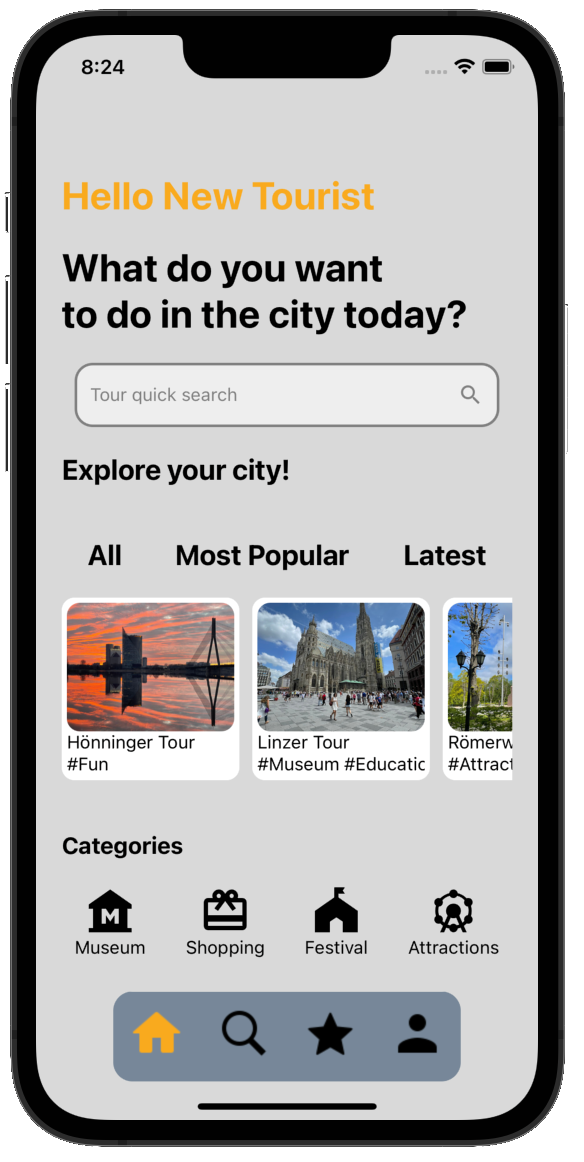 8:24
Hello New Tourist
What do you want
to do in the city today?
Tour quick search
Explore your city!
All Most Popular Latest
Hönninger Tour
#Fun
Linzer Tour
#Museum #Educatic
Römerw
#Attract
Categories
M
Museum Shopping Festival Attractions